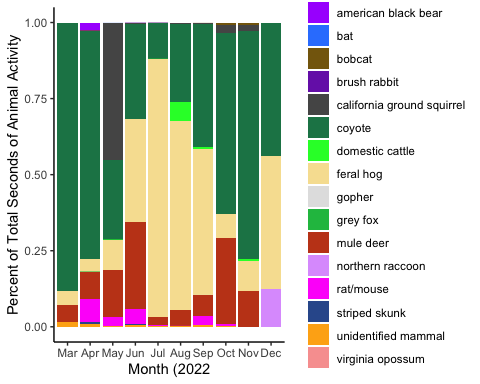 Percent of Total Seconds of Animal Activity
1.00
0.75
0.50
0.25
0.00
Mar Apr May Jun Jul Aug Sep Oct Nov Dec
Month (2022
american black bear
bat
bobcat
brush rabbit
california ground squirrel
coyote
domestic cattle
feral hog
gopher
grey fox
mule deer
northern raccoon
rat/mouse
striped skunk
unidentified mammal
virginia opossum